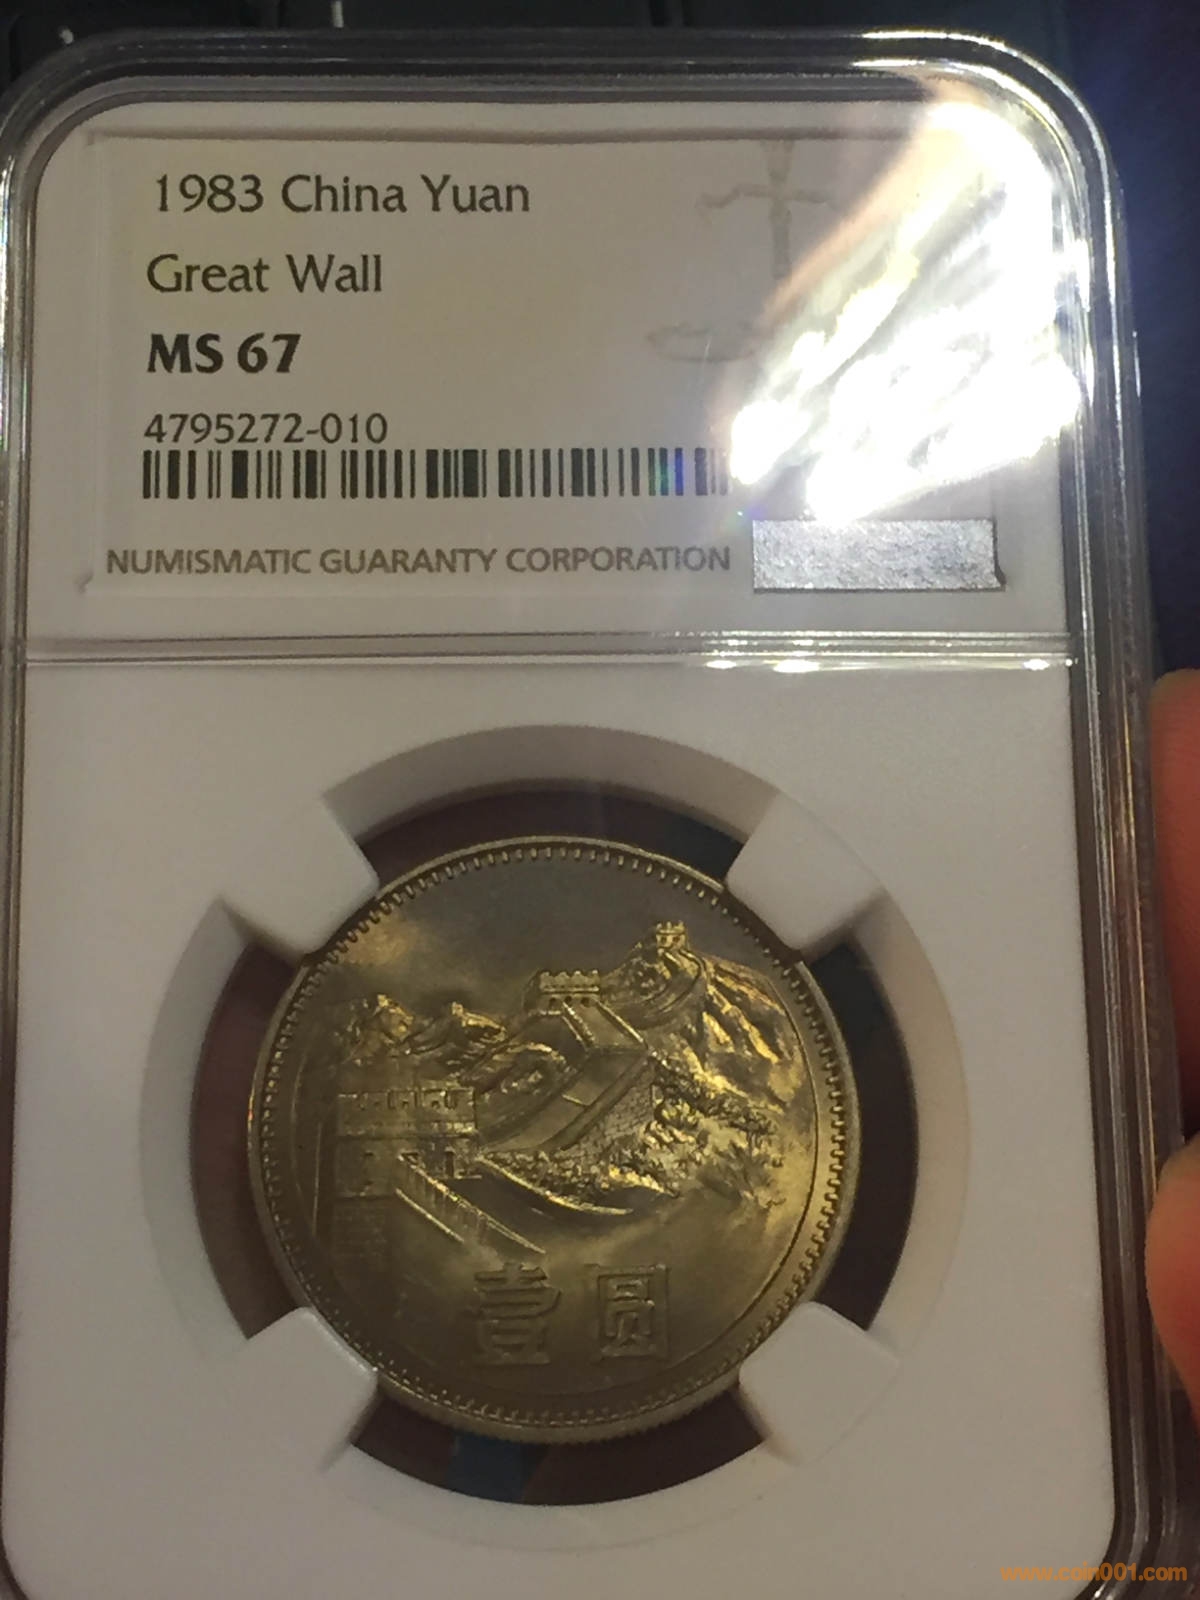 1983 China Yuan
Great Wall
MS 67
4795272-010
NUMISMATIC GUARANTY CORPORATION
壹圆
www.coin001.com